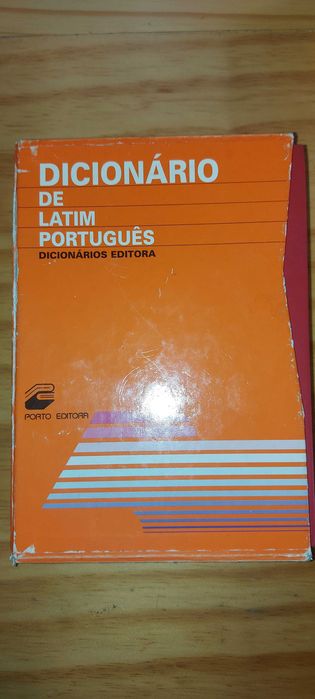 DICIONÁRIO
DE
LATIM
PORTUGUÊS
DICIONÁRIOS EDITORA
PORTO EDITORA